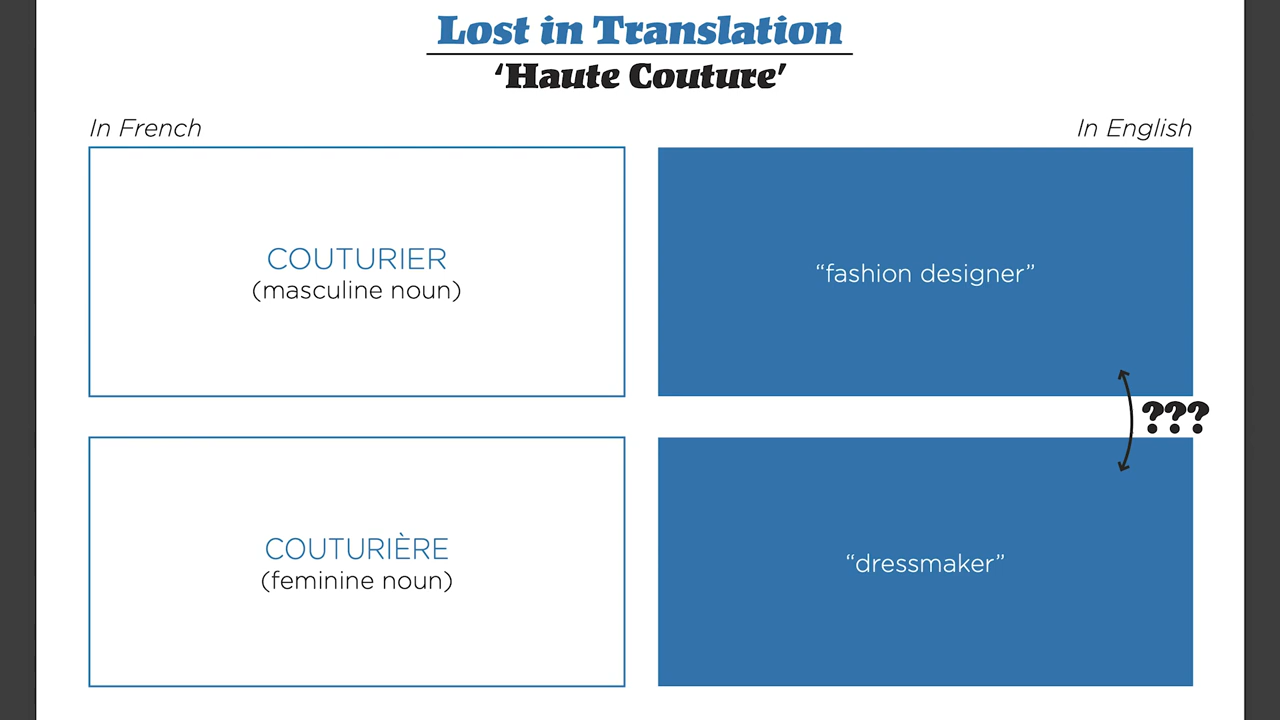 Lost in Translation
‘Haute Couture’
In French
In English
COUTURIER
(masculine noun)
“fashion designer”
???
COUTURIÈRE
(feminine noun)
“dressmaker”